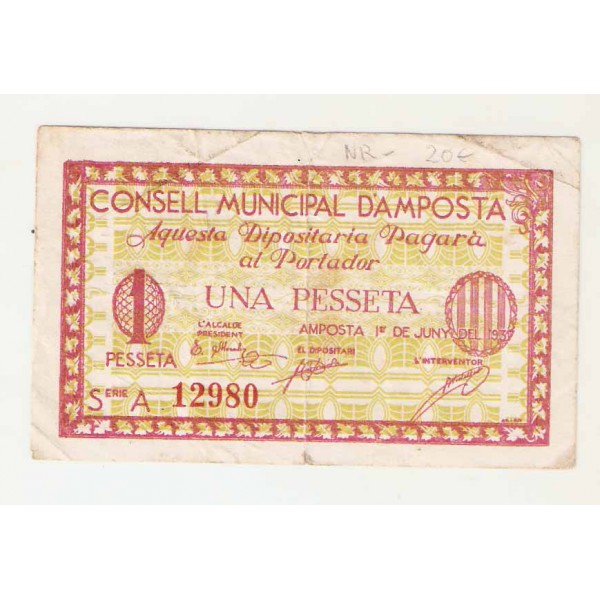 NR - 20€
CONSELL MUNICIPAL D'AMPOSTA
Aquesta Dipositaria Pagarà
al Portador
1
UNA PESSETA
PESSETA
L'ALCALDE
PRESIDENT
AMPOSTA 1er DE JUNY DEL 1937
EL DIPOSITARI
L'INTERVENTOR
SERIE A 12980